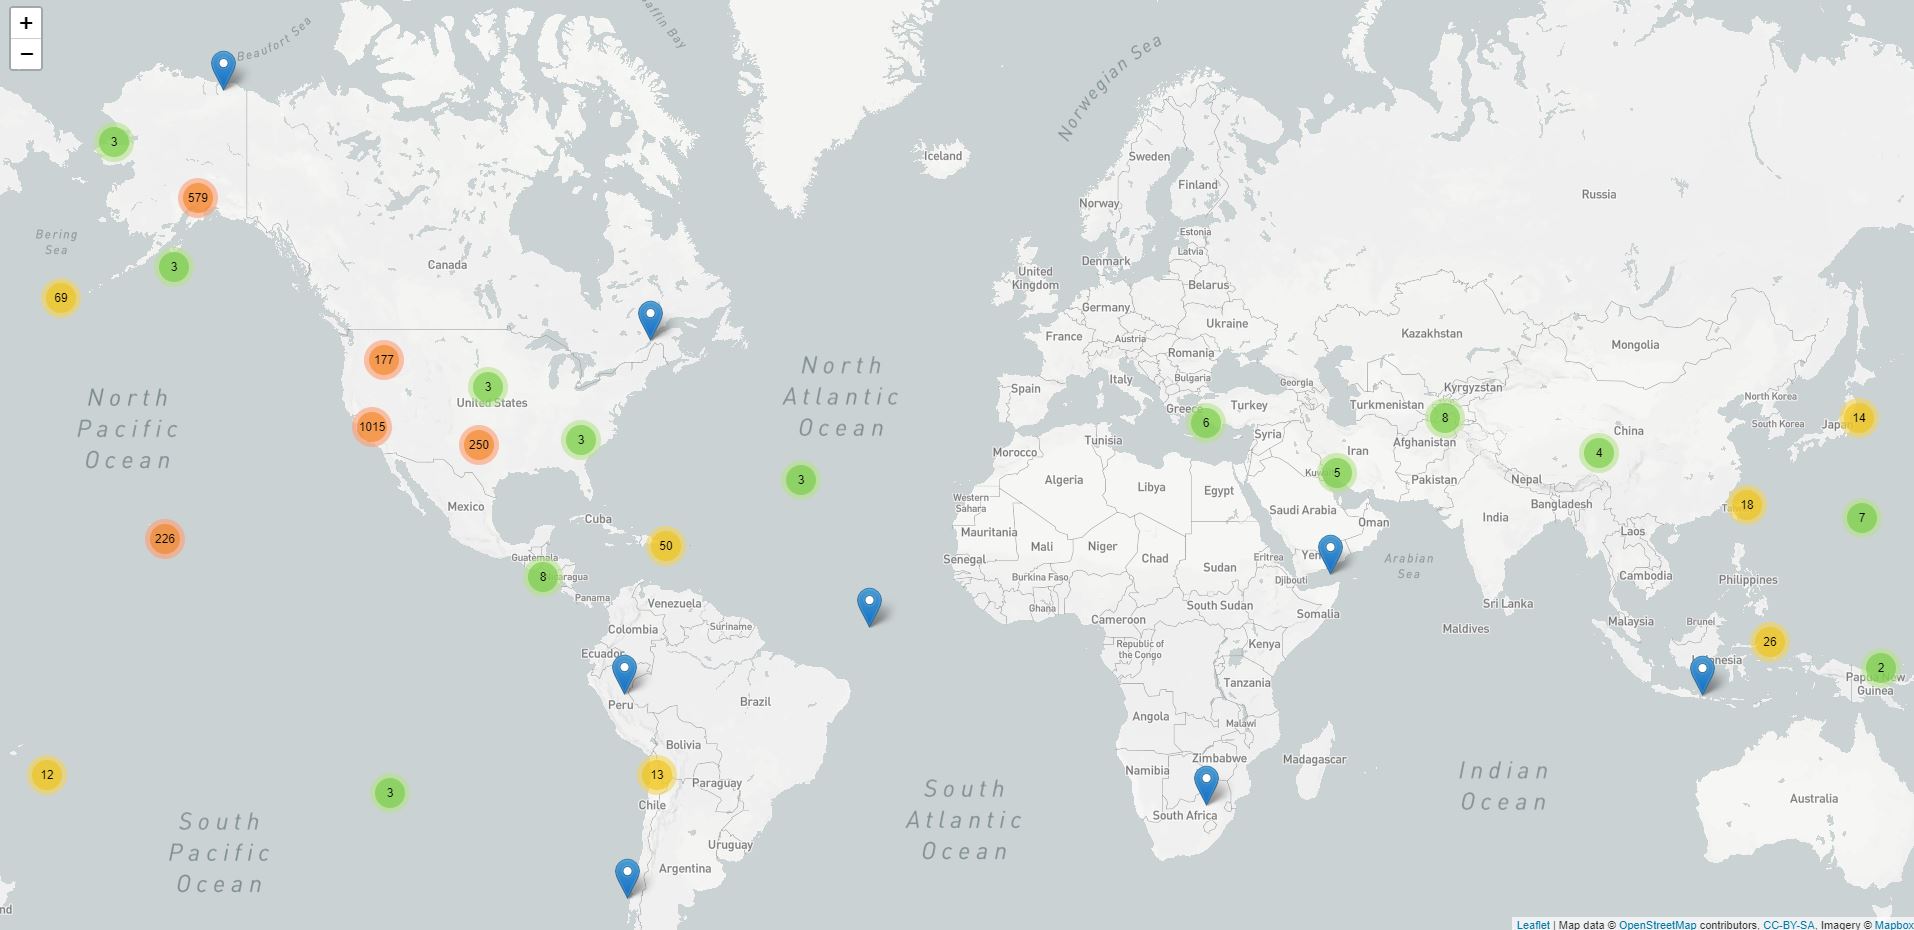 +
−
Beaufort Sea
affin Bay
Norwegian Sea
3
Iceland
Sweden
Finland
Russia
579
Norway
Bering
Sea
Estonia
Latvia
3
Canada
Denmark
United
Kingdom
Belarus
69
Germany
Ukraine
France
Austria
Kazakhstan
Mongolia
Romania
177
North
Atlantic
Ocean
Italy
Bulgaria
Georgia
Kyrgyzstan
3
United States
Spain
North
Pacific
Ocean
Greece
Turkey
Turkmenistan
North Korea
1015
250
3
6
8
South Korea
Japa
14
Syria
Tunisia
Afghanistan
China
Morocco
Iran
4
Kuw
5
3
Algeria
Libya
Egypt
Pakistan
Nepal
Mexico
Western
Sahara
Saudi Arabia
Oman
Bangladesh
India
18
7
Cuba
Mauritania
Laos
226
50
Mali
Niger
Chad
Sudan
Eritrea
Yem
Arabian
Sea
Guatemala
Senegal
8
aragua
Burkina Faso
Djibouti
Cambodia
Philippines
Panama
Venezuela
Ghana
South Sudan
Somalia
Sri Lanka
Suriname
Colombia
Cameroon
Maldives
Malaysia
Brunei
Ecuador
Republic of
the Congo
Kenya
26
nesia
2
Peru
Brazil
Tanzania
Papua New
Guinea
Angola
Malawi
Bolivia
Zimbabwe
Madagascar
12
13
Paraguay
Namibia
Indian
Ocean
3
Chile
South
Atlantic
Ocean
Australia
South
Pacific
Ocean
South Africa
Uruguay
Argentina
nd
Leaflet | Map data © OpenStreetMap contributors, CC-BY-SA, Imagery © Mapbox